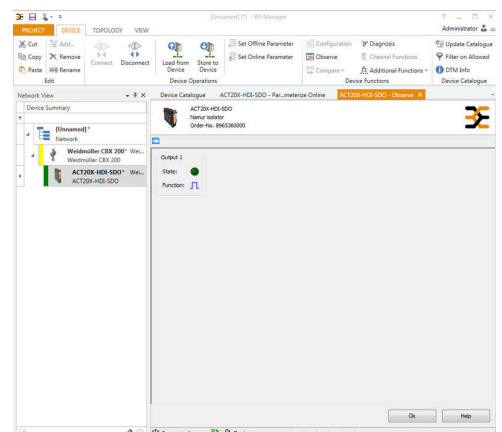 [Unnamed] (*) - WI-Manager
PROJECT DEVICE TOPOLOGY VIEW Administrator
Cut Add... Connect Disconnect Load from Device Store to Device Set Offline Parameter Configuration Diagnosis Update Catalogue
Copy Remove Set Online Parameter Observe Channel Functions Filter on Allowed
Paste Rename Compare Additional Functions DTM Info
Edit Device Operations Device Functions Device Catalogue
Network View Device Catalogue ACT20X-HDI-SDO - Par...meterize Online ACT20X-HDI-SDO - Observe
Device Summary
ACT20X-HDI-SDO
Namur isolator
Order-No. 8965360000
[Unnamed] *
Network
Weidmüller CBX 200* Wei...
Weidmüller CBX 200
ACT20X-HDI-SDO* Wei...
ACT20X-HDI-SDO
Output 1
State:
Function:
Ok Help